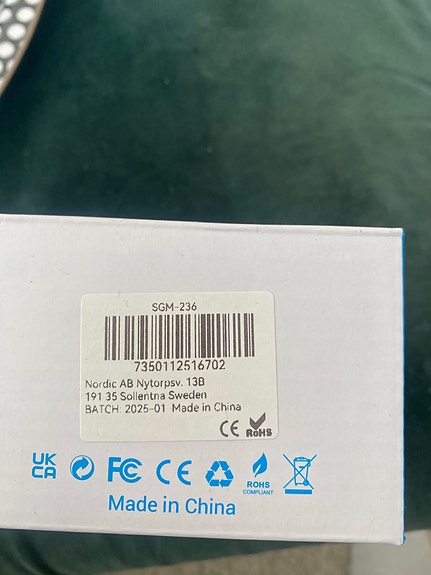 SGM-236
7350112516702
Nordic AB Nytorpsv. 13B
191 35 Sollentna Sweden
BATCH: 2025-01 Made in China
CE RoHS
UK CA FC CE ROHS COMPLIANT
Made in China